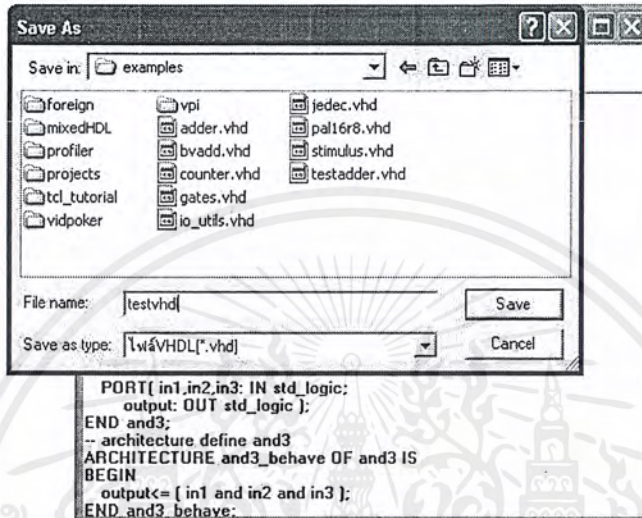 Save As
Save in: examples
foreign
mixedHDL
profiler
projects
tcl_tutorial
vidpoker
vpi
adder.vhd
bvadd.vhd
counter.vhd
gates.vhd
io_utils.vhd
jedec.vhd
pal16r8.vhd
stimulus.vhd
testadder.vhd
File name: testvhd
Save
Save as type: ไฟล์VHDL[*.vhd]
Cancel
PORT( in1,in2,in3: IN std_logic;
output: OUT std_logic );
END and3;
-- architecture define and3
ARCHITECTURE and3_behave OF and3 IS
BEGIN
output<= ( in1 and in2 and in3 );
END and3_behave;